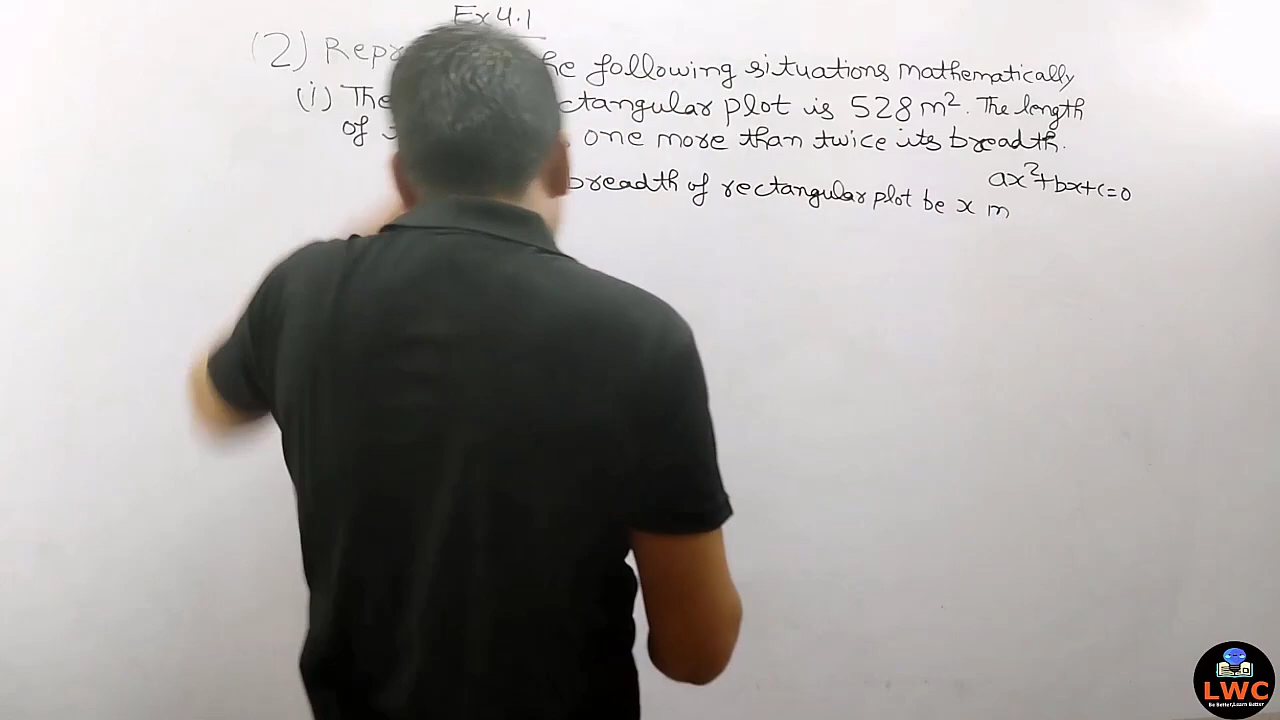 Ex 4.1
(2) Repr he following situations mathematically
(i) The ctangular plot is 528 m². The length
of one more than twice its breadth.
breadth of rectangular plot be x m
ax²+bx+c=0
LWC
Be Better,Learn Better